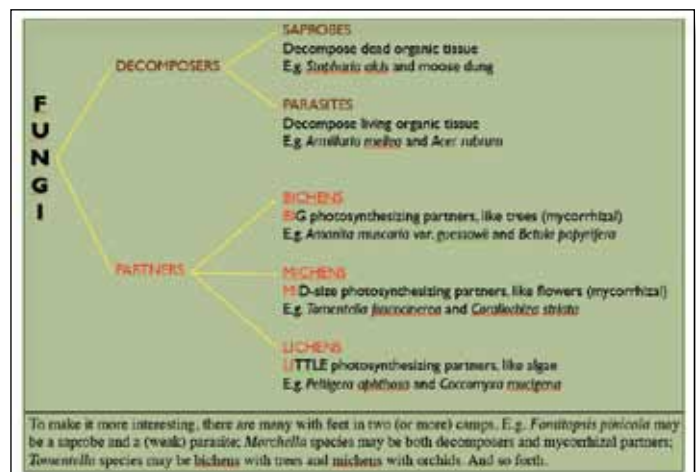 FUNGI
DECOMPOSERS
SAPROBES
Decompose dead organic tissue
E.g. and moose dung
PARASITES
Decompose living organic tissue
E.g. Armillaria mellea and Acer rubrum
PARTNERS
BICHENS
BIG photosynthesizing partners, like trees (mycorrhizal)
E.g. Amanita muscaria var. guessowii and Betula papyrifera
MICHENS
MID-size photosynthesizing partners, like flowers (mycorrhizal)
E.g. Tomentella and Corallorhiza striata
LICHENS
LITTLE photosynthesizing partners, like algae
E.g. Peltigera aphthosa and Coccomyxa
To make it more interesting, there are many with feet in two (or more) camps. E.g. Fomitopsis pinicola may
be a saprobe and a (weak) parasite; Morchella species may be both decomposers and mycorrhizal partners;
Tomentella species may be bichens with trees and michens with orchids. And so forth.